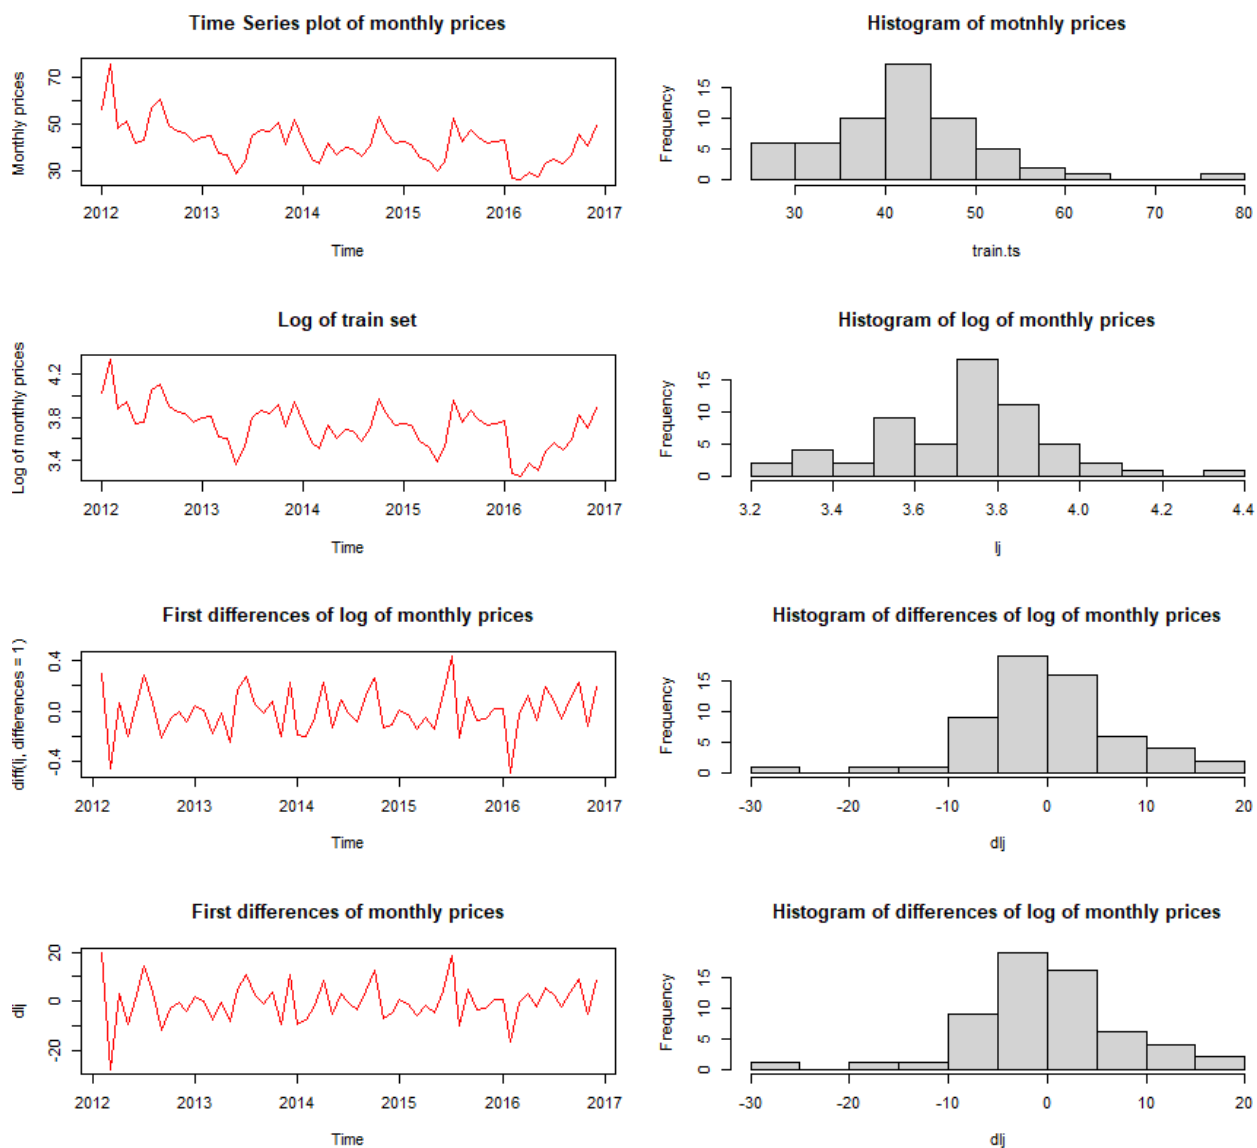 Time Series plot of monthly prices
Monthly prices
70
50
30
2012 2013 2014 2015 2016 2017
Time
Histogram of motnhly prices
Frequency
15
10
5
0
30 40 50 60 70 80
train.ts
Log of train set
Log of monthly prices
4.2
3.8
3.4
2012 2013 2014 2015 2016 2017
Time
Histogram of log of monthly prices
Frequency
15
10
5
0
3.2 3.4 3.6 3.8 4.0 4.2 4.4
lj
First differences of log of monthly prices
diff(lj, differences = 1)
0.4
0.0
-0.4
2012 2013 2014 2015 2016 2017
Time
Histogram of differences of log of monthly prices
Frequency
15
10
5
0
-30 -20 -10 0 10 20
dlj
First differences of monthly prices
dlj
20
0
-20
2012 2013 2014 2015 2016 2017
Time
Histogram of differences of log of monthly prices
Frequency
15
10
5
0
-30 -20 -10 0 10 20
dlj